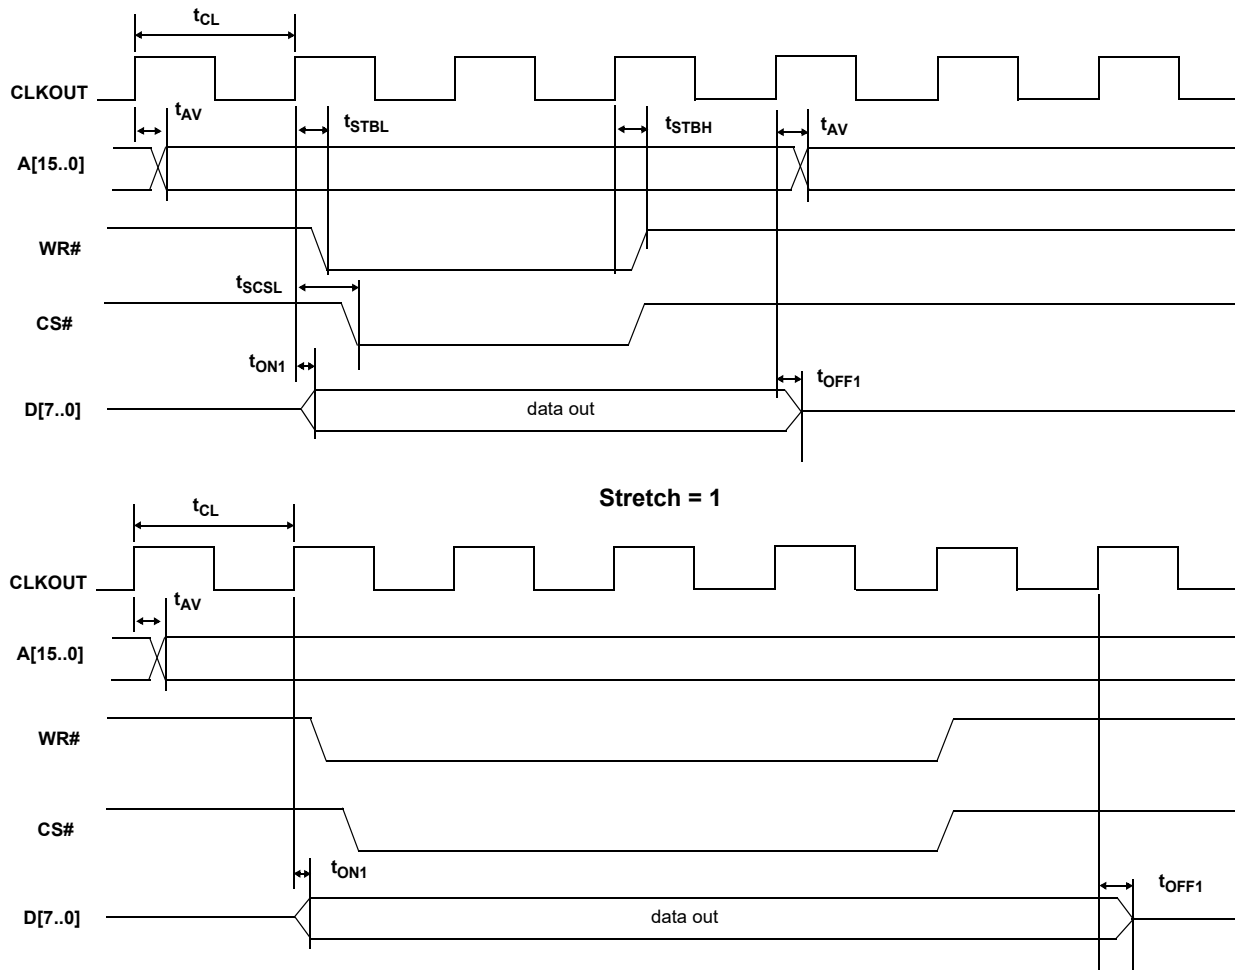 tCL
CLKOUT
tAV
tSTBL
tSTBH
tAV
A[15..0]
WR#
tSCSL
CS#
tON1
tOFF1
D[7..0]
data out
Stretch = 1
tCL
CLKOUT
tAV
A[15..0]
WR#
CS#
tON1
tOFF1
D[7..0]
data out